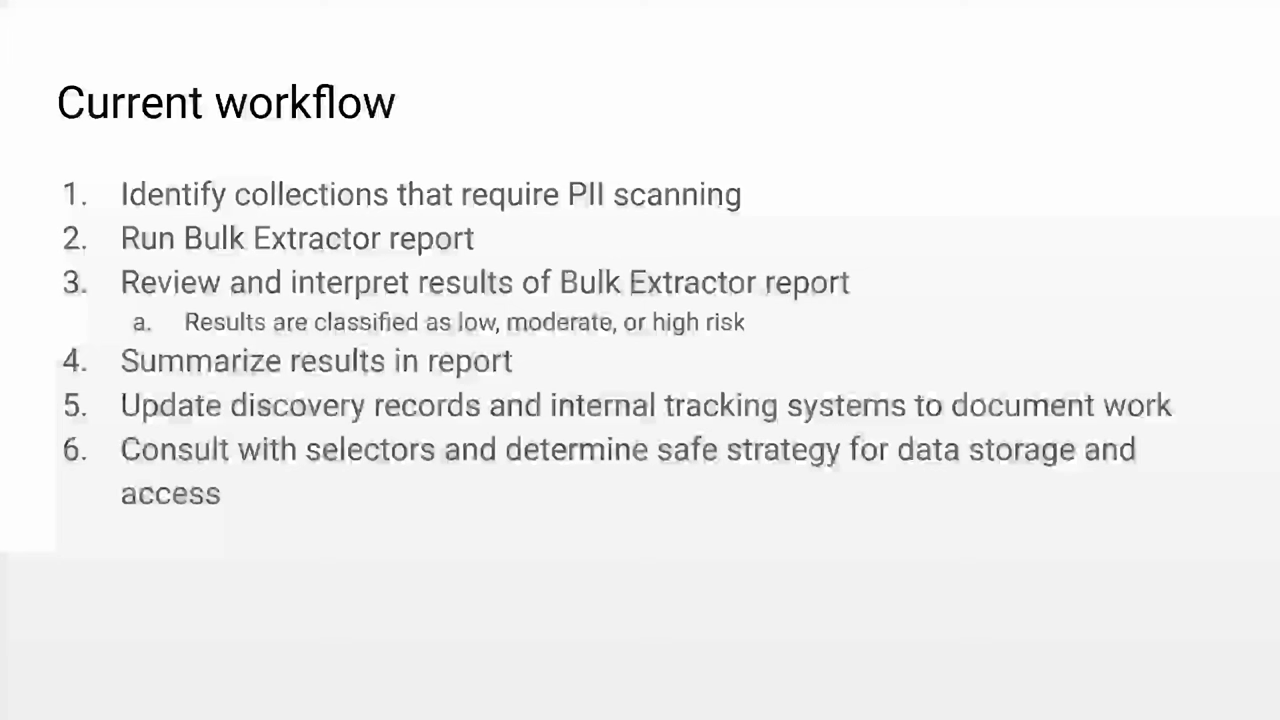 Current workflow
1. Identify collections that require PII scanning
2. Run Bulk Extractor report
3. Review and interpret results of Bulk Extractor report
a. Results are classified as low, moderate, or high risk
4. Summarize results in report
5. Update discovery records and internal tracking systems to document work
6. Consult with selectors and determine safe strategy for data storage and
access